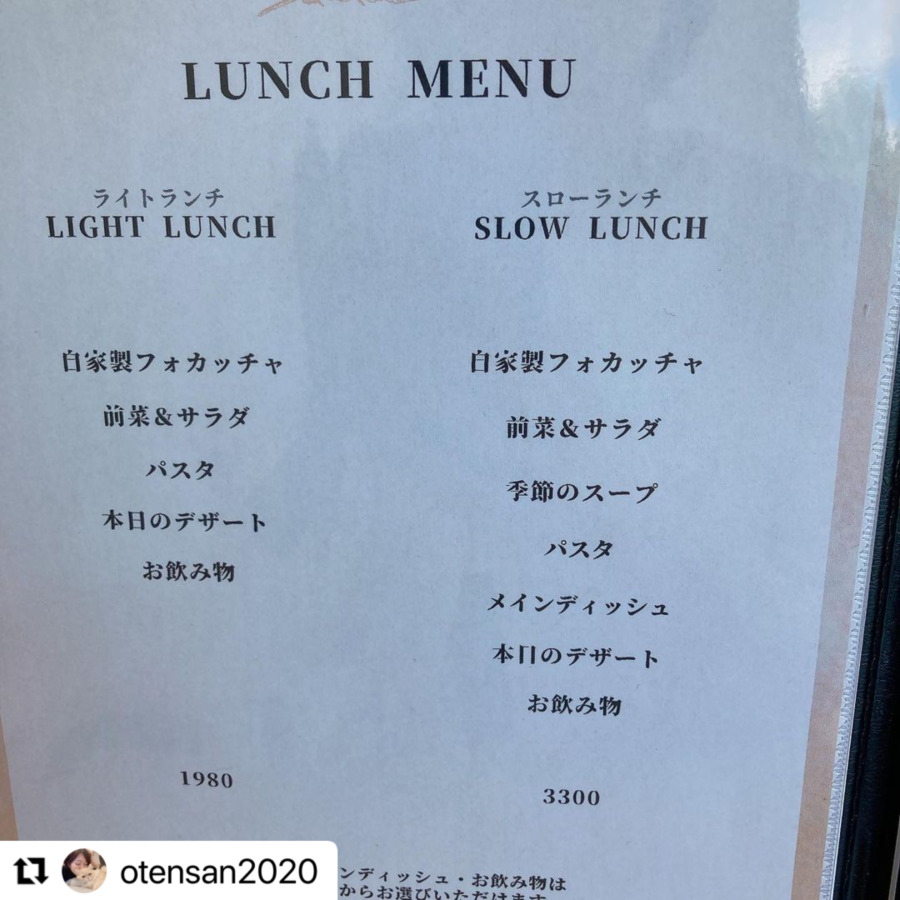 LUNCH MENU
ライトランチ
LIGHT LUNCH
自家製フォカッチャ
前菜&サラダ
パスタ
本日のデザート
お飲み物
1980
スローランチ
SLOW LUNCH
自家製フォカッチャ
前菜&サラダ
季節のスープ
パスタ
メインディッシュ
本日のデザート
お飲み物
3300
ンディッシュ・お飲み物は
からお選びいただけます
otensan2020